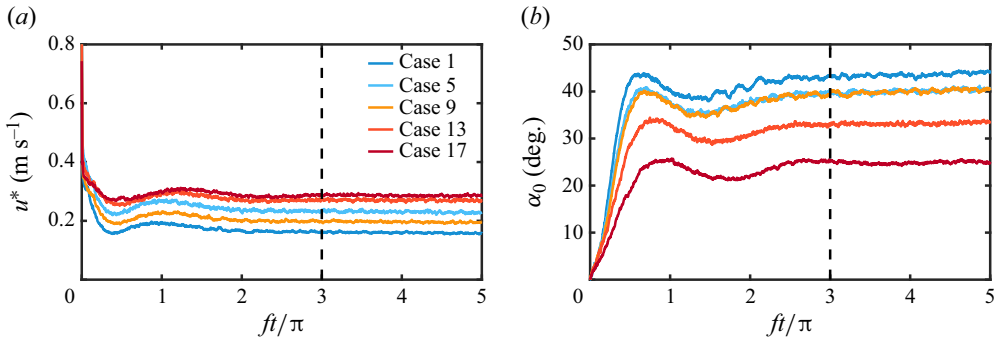 (a)
0.8
0.6
0.4
0.2
0
1
2
3
4
5
u* (m s⁻¹)
ft/π
Case 1
Case 5
Case 9
Case 13
Case 17
(b)
50
40
30
20
10
0
0
1
2
3
4
5
α₀ (deg.)
ft/π